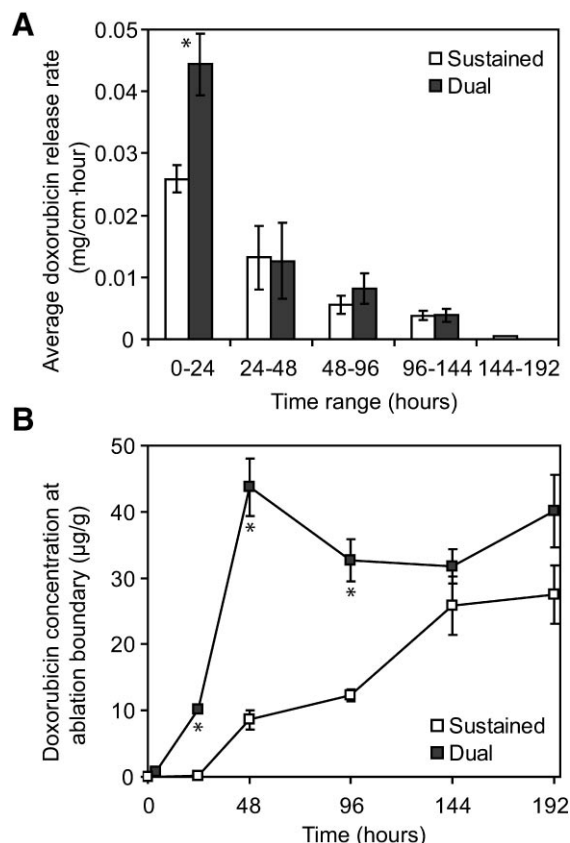 A
Average doxorubicin release rate
(mg/cm·hour)
0.05
0.04
0.03
0.02
0.01
0
*
Sustained
Dual
0-24 24-48 48-96 96-144 144-192
Time range (hours)
B
Doxorubicin concentration at
ablation boundary (µg/g)
50
40
30
20
10
0
*
*
*
Sustained
Dual
0 48 96 144 192
Time (hours)